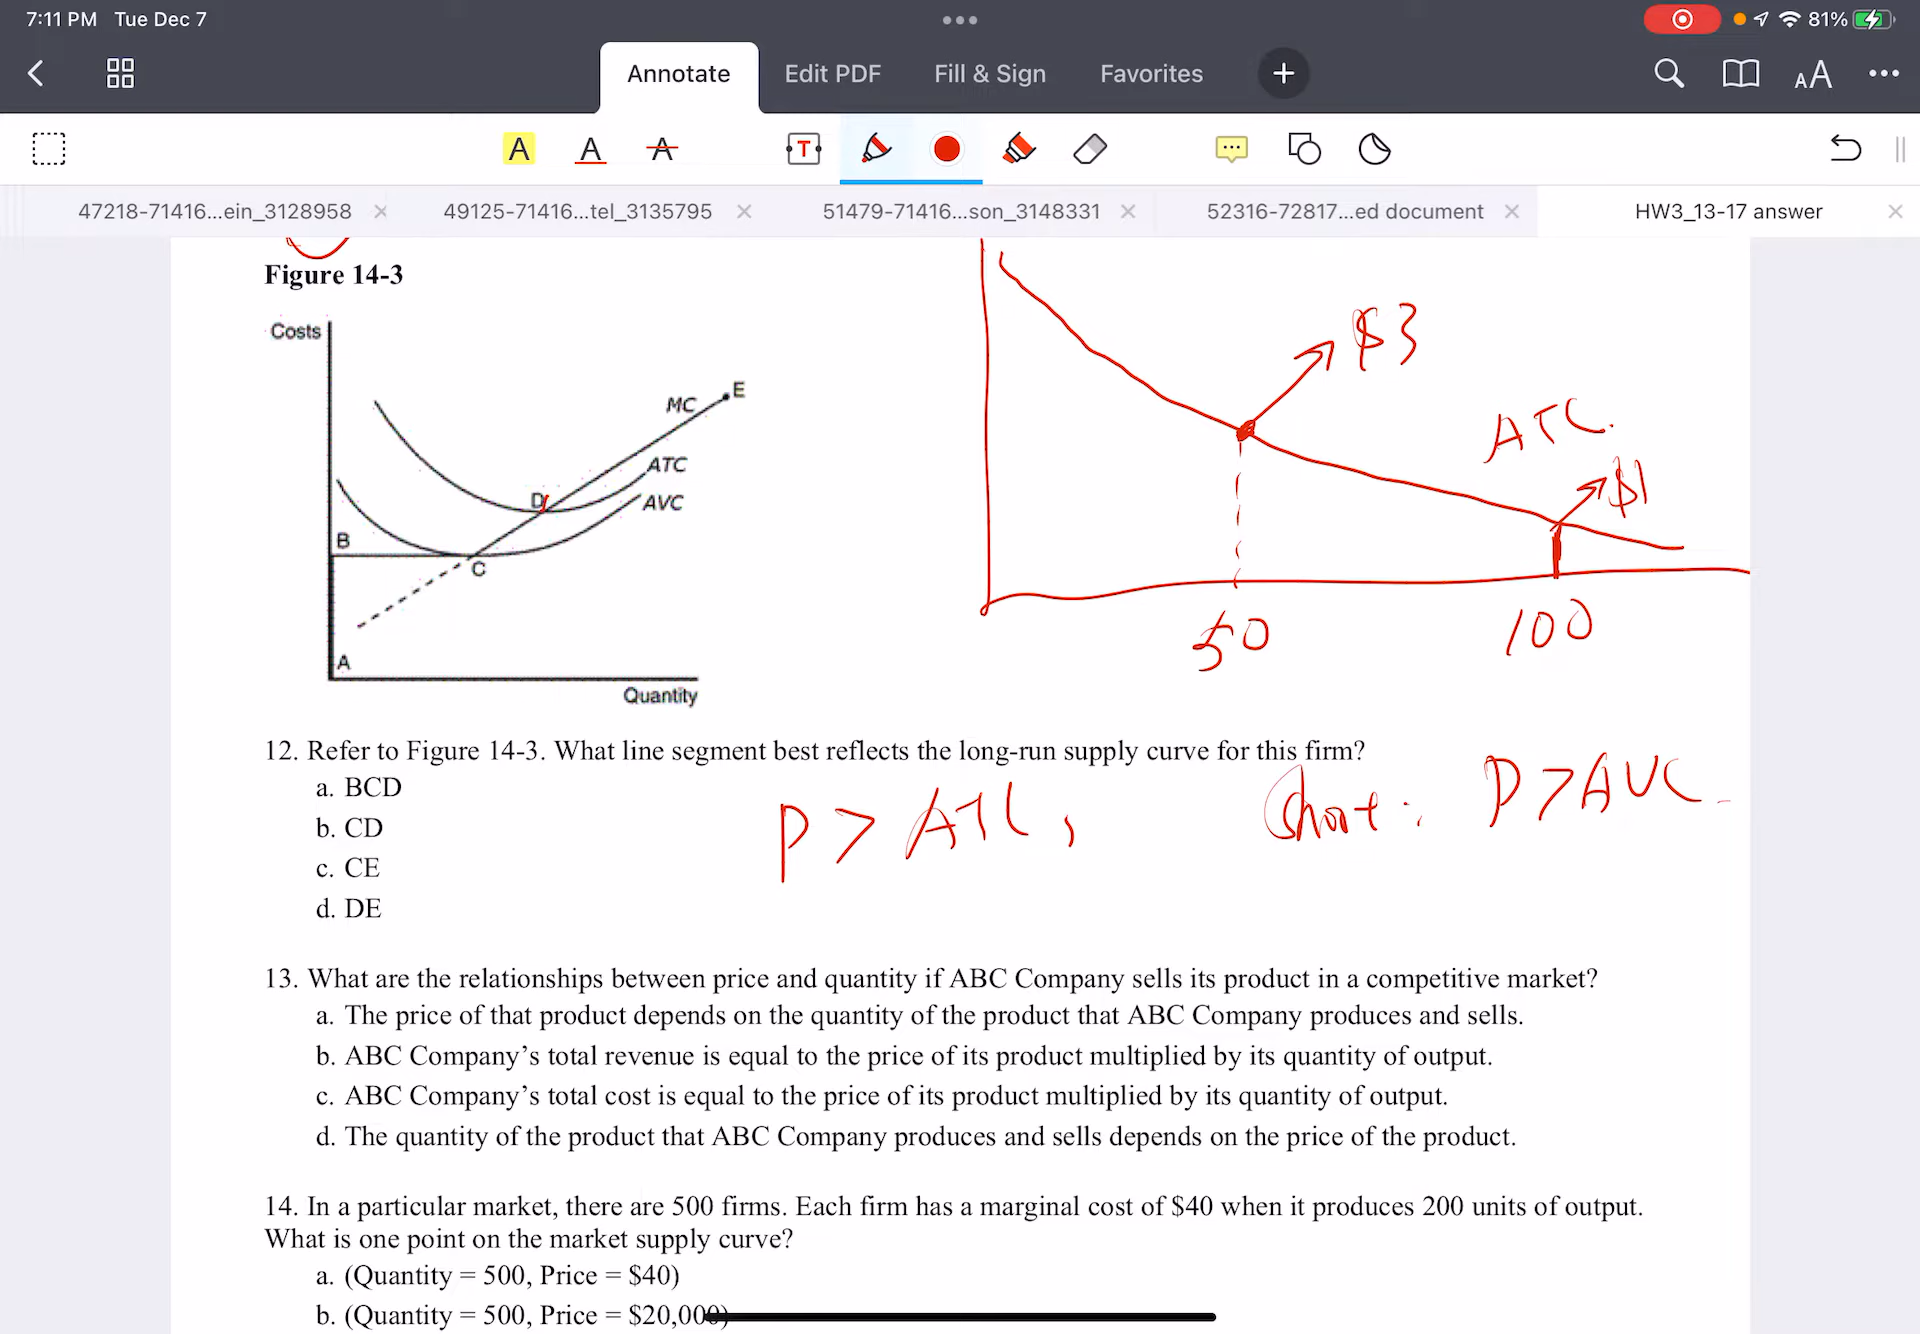 7:11 PM Tue Dec 7
81%
Annotate Edit PDF Fill & Sign Favorites
AA
A A A T
47218-71416...ein_3128958 × 49125-71416...tel_3135795 × 51479-71416...son_3148331 × 52316-72817...ed document × HW3_13-17 answer ×
Figure 14-3
Costs
MC
E
ATC
AVC
D
B
C
A
Quantity
$3
ATC.
$1
50
100
12. Refer to Figure 14-3. What line segment best reflects the long-run supply curve for this firm?
a. BCD
b. CD
c. CE
d. DE
P > ATC,
Short: P > AVC
13. What are the relationships between price and quantity if ABC Company sells its product in a competitive market?
a. The price of that product depends on the quantity of the product that ABC Company produces and sells.
b. ABC Company’s total revenue is equal to the price of its product multiplied by its quantity of output.
c. ABC Company’s total cost is equal to the price of its product multiplied by its quantity of output.
d. The quantity of the product that ABC Company produces and sells depends on the price of the product.
14. In a particular market, there are 500 firms. Each firm has a marginal cost of $40 when it produces 200 units of output.
What is one point on the market supply curve?
a. (Quantity = 500, Price = $40)
b. (Quantity = 500, Price = $20,000)